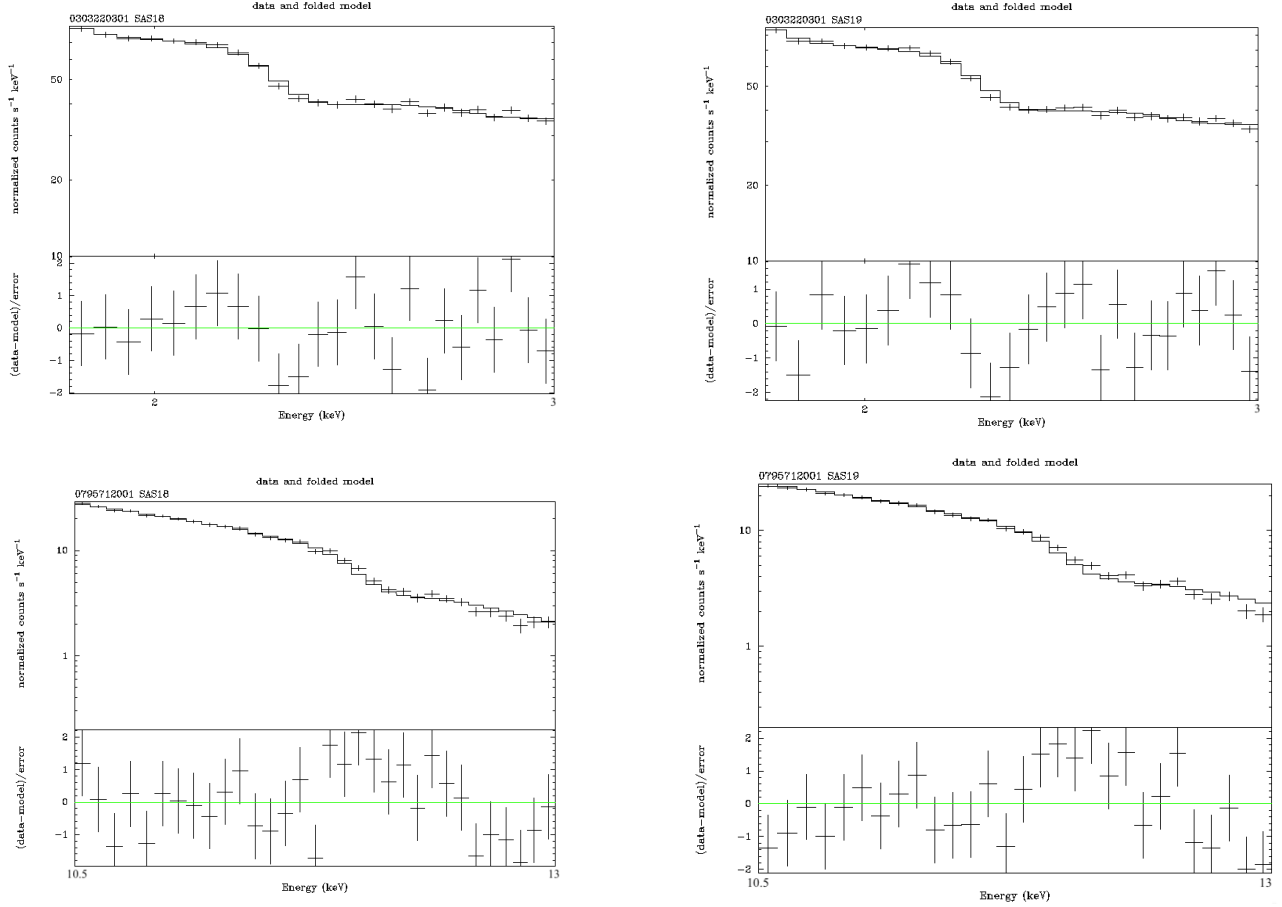 data and folded model
0303220301 SAS18
normalized counts s⁻¹ keV⁻¹
50
20
10
(data−model)/error
2
1
0
−1
−2
2
3
Energy (keV)
data and folded model
0303220301 SAS19
normalized counts s⁻¹ keV⁻¹
50
20
10
(data−model)/error
1
0
−1
−2
2
3
Energy (keV)
data and folded model
0795712001 SAS18
normalized counts s⁻¹ keV⁻¹
10
1
(data−model)/error
2
1
0
−1
10.5
13
Energy (keV)
data and folded model
0795712001 SAS19
normalized counts s⁻¹ keV⁻¹
10
1
(data−model)/error
2
1
0
−1
−2
10.5
13
Energy (keV)